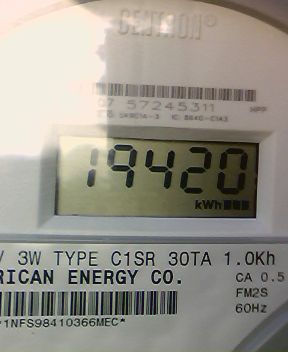 CENTRON®
07 57245311 NPP
kWh
19420
V 3W TYPE C1SR 30TA 1.0Kh
RICAN ENERGY CO. CA 0.5
FM2S
*1NFS98410366MEC* 60Hz